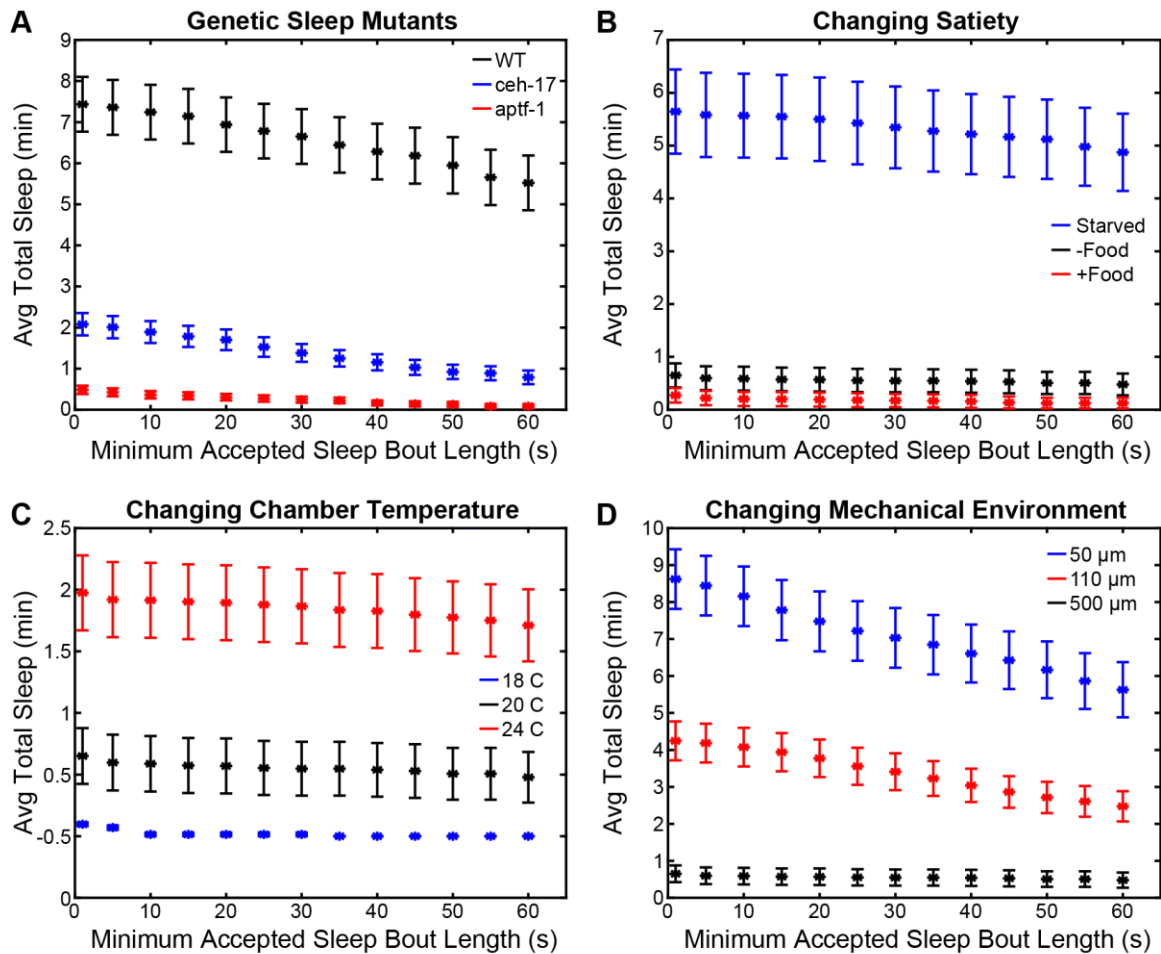 A
Genetic Sleep Mutants
Avg Total Sleep (min)
9
8
7
6
5
4
3
2
1
0
WT
ceh-17
aptf-1
0 10 20 30 40 50 60
Minimum Accepted Sleep Bout Length (s)
B
Changing Satiety
Avg Total Sleep (min)
7
6
5
4
3
2
1
0
Starved
-Food
+Food
0 10 20 30 40 50 60
Minimum Accepted Sleep Bout Length (s)
C
Changing Chamber Temperature
Avg Total Sleep (min)
2.5
2
1.5
1
0.5
-0.5
0
18 C
20 C
24 C
0 10 20 30 40 50 60
Minimum Accepted Sleep Bout Length (s)
D
Changing Mechanical Environment
Avg Total Sleep (min)
10
9
8
7
6
5
4
3
2
1
0
50 µm
110 µm
500 µm
0 10 20 30 40 50 60
Minimum Accepted Sleep Bout Length (s)